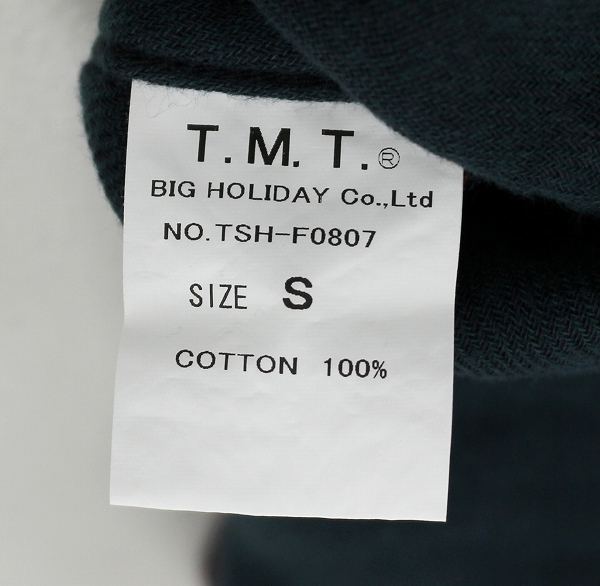 T.M.T.®
BIG HOLIDAY Co.,Ltd
NO.TSH-F0807
SIZE S
COTTON 100%